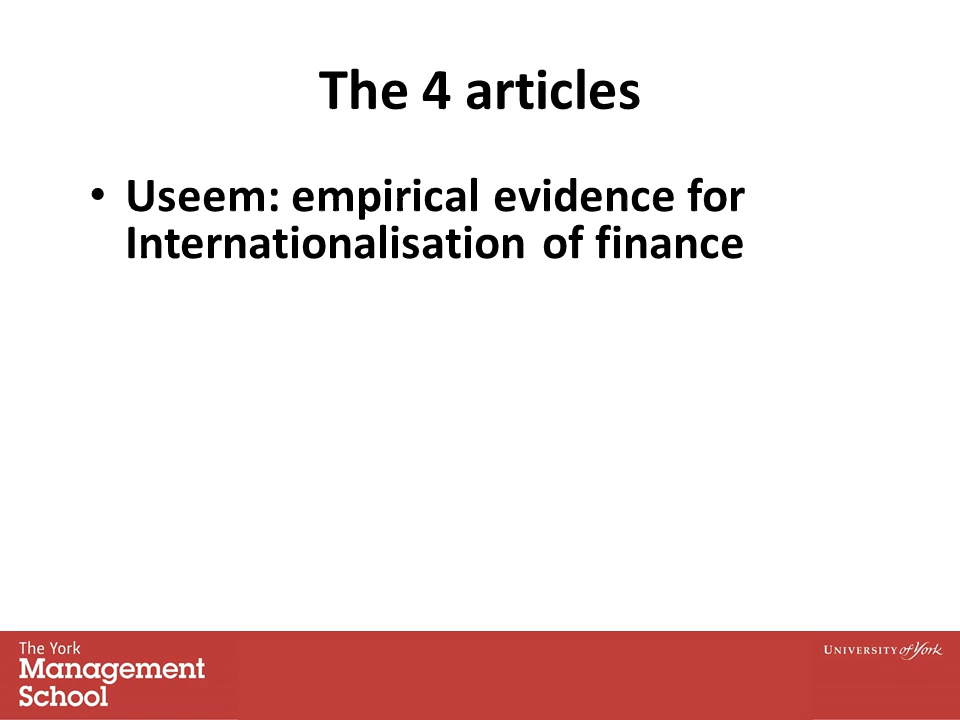 The 4 articles
• Useem: empirical evidence for
Internationalisation of finance
The York
Management
School
UNIVERSITY of York